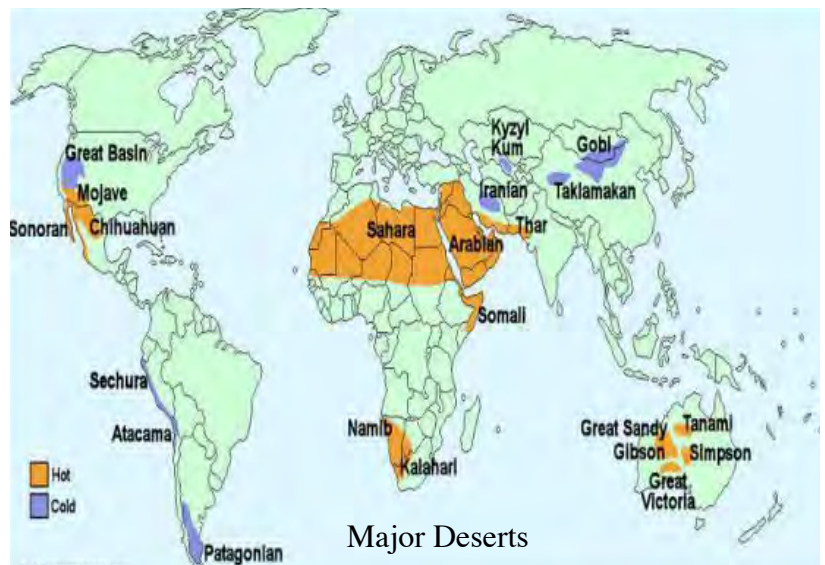 Great Basin
Mojave
Sonoran
Chihuahuan
Kyzyl
Kum
Gobi
Iranian
Taklamakan
Sahara
Arabian
Thar
Somali
Sechura
Atacama
Namib
Kalahari
Great Sandy
Tanami
Gibson
Simpson
Great
Victoria
Hot
Cold
Patagonian
Major Deserts